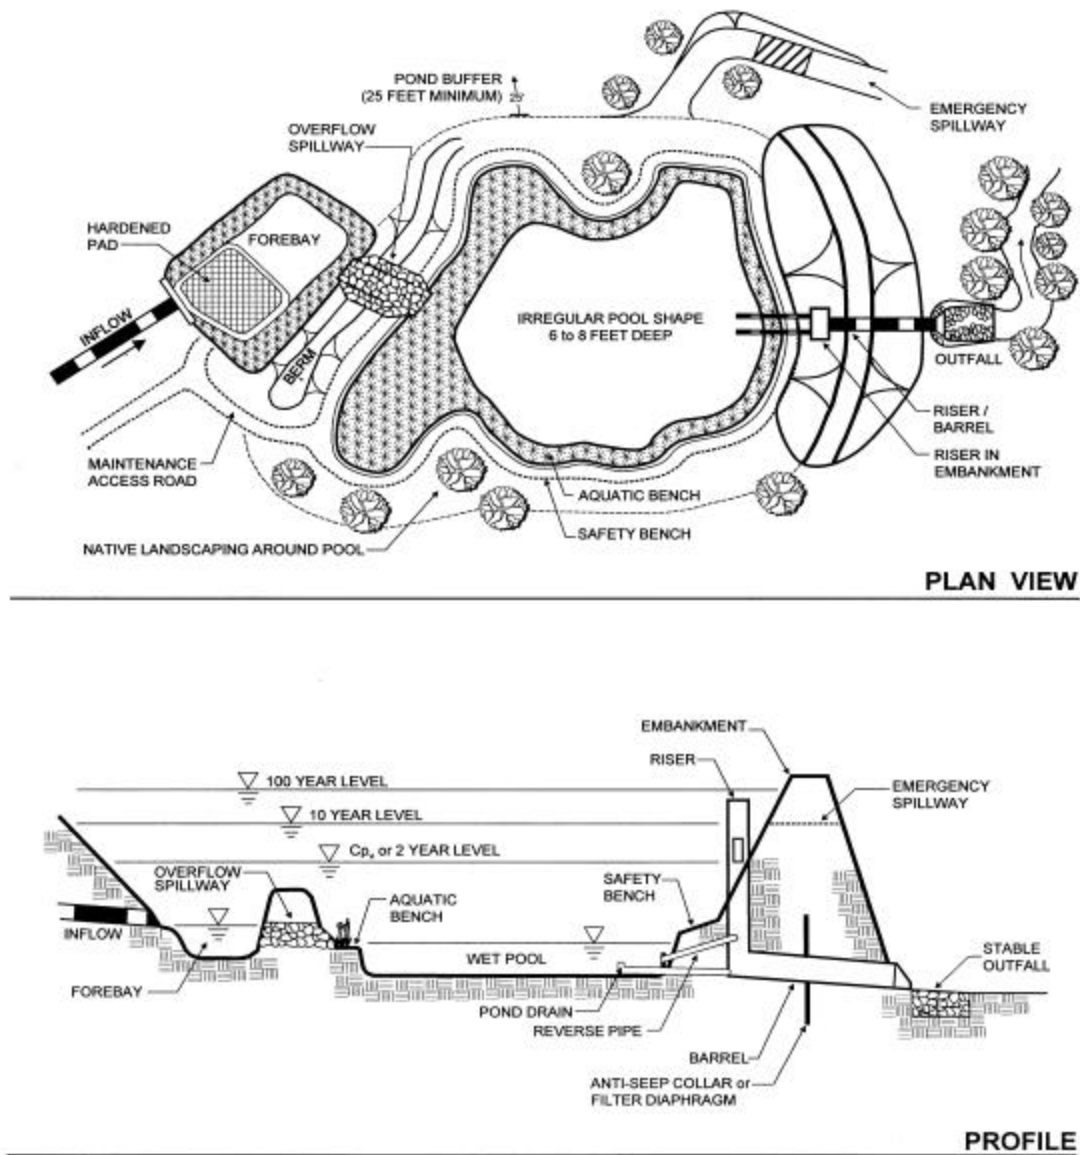 POND BUFFER
(25 FEET MINIMUM)
25'
OVERFLOW
SPILLWAY
EMERGENCY
SPILLWAY
HARDENED
PAD
FOREBAY
INFLOW
BERM
IRREGULAR POOL SHAPE
6 to 8 FEET DEEP
OUTFALL
RISER /
BARREL
RISER IN
EMBANKMENT
MAINTENANCE
ACCESS ROAD
AQUATIC BENCH
SAFETY BENCH
NATIVE LANDSCAPING AROUND POOL
PLAN VIEW
EMBANKMENT
RISER
100 YEAR LEVEL
EMERGENCY
SPILLWAY
10 YEAR LEVEL
Cpv or 2 YEAR LEVEL
OVERFLOW
SPILLWAY
SAFETY
BENCH
AQUATIC
BENCH
INFLOW
WET POOL
STABLE
OUTFALL
FOREBAY
POND DRAIN
REVERSE PIPE
BARREL
ANTI-SEEP COLLAR or
FILTER DIAPHRAGM
PROFILE